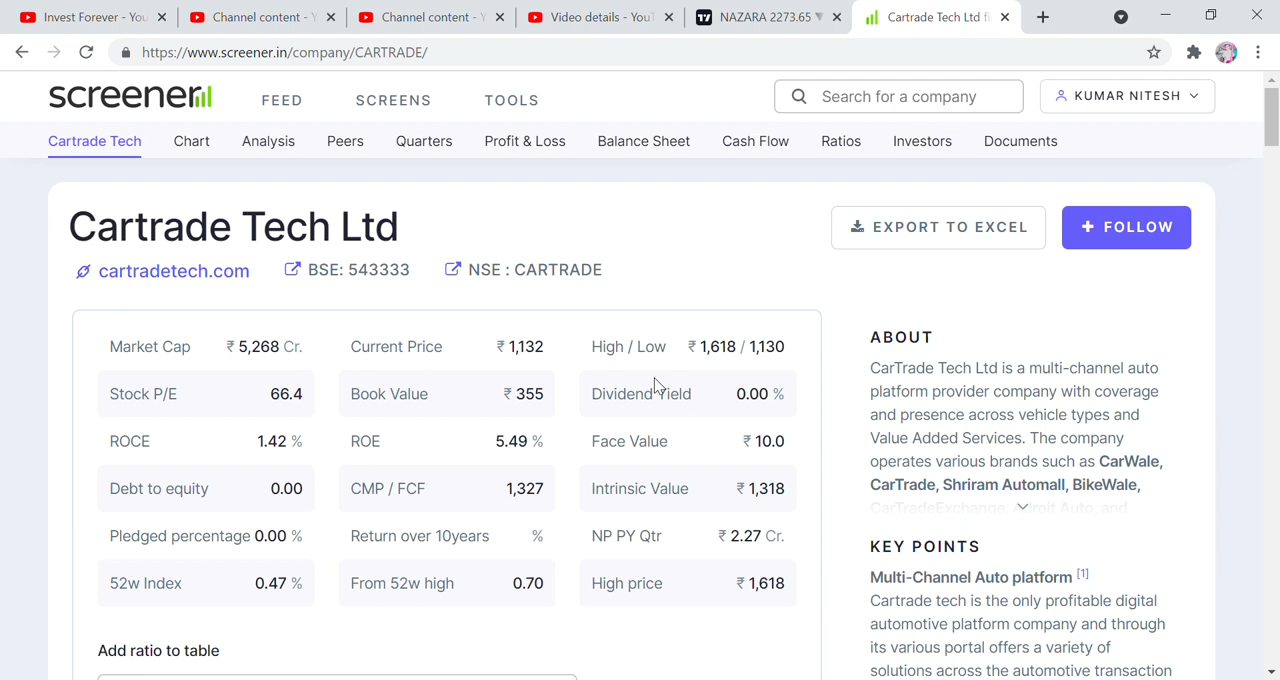 Invest Forever - You
Channel content - Y
Channel content - Y
Video details - YouT
NAZARA 2273.65
Cartrade Tech Ltd fi
https://www.screener.in/company/CARTRADE/
screener
FEED
SCREENS
TOOLS
Search for a company
KUMAR NITESH
Cartrade Tech
Chart
Analysis
Peers
Quarters
Profit & Loss
Balance Sheet
Cash Flow
Ratios
Investors
Documents
Cartrade Tech Ltd
EXPORT TO EXCEL
+ FOLLOW
cartradetech.com
BSE: 543333
NSE : CARTRADE
Market Cap ₹ 5,268 Cr.
Current Price ₹ 1,132
High / Low ₹ 1,618 / 1,130
Stock P/E 66.4
Book Value ₹ 355
Dividend Yield 0.00 %
ROCE 1.42 %
ROE 5.49 %
Face Value ₹ 10.0
Debt to equity 0.00
CMP / FCF 1,327
Intrinsic Value ₹ 1,318
Pledged percentage 0.00 %
Return over 10years %
NP PY Qtr ₹ 2.27 Cr.
52w Index 0.47 %
From 52w high 0.70
High price ₹ 1,618
Add ratio to table
ABOUT
CarTrade Tech Ltd is a multi-channel auto
platform provider company with coverage
and presence across vehicle types and
Value Added Services. The company
operates various brands such as CarWale,
CarTrade, Shriram Automall, BikeWale,
CarTradeExchange, Adroit Auto, and
KEY POINTS
Multi-Channel Auto platform [1]
Cartrade tech is the only profitable digital
automotive platform company and through
its various portal offers a variety of
solutions across the automotive transaction